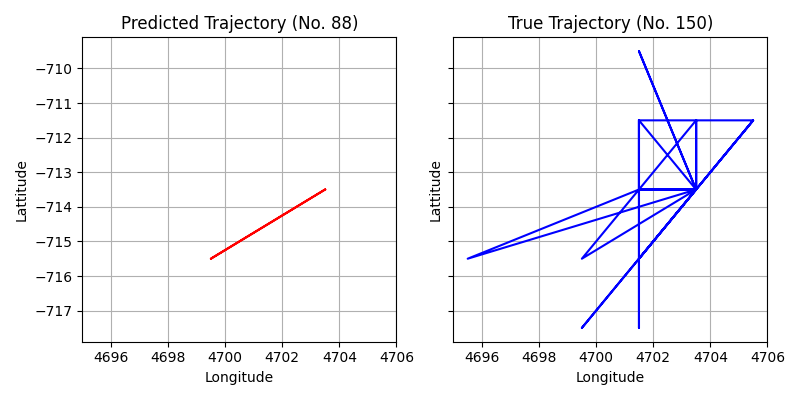 Predicted Trajectory (No. 88)
True Trajectory (No. 150)
−710
−711
−712
−713
−714
−715
−716
−717
Lattitude
Lattitude
4696 4698 4700 4702 4704 4706
4696 4698 4700 4702 4704 4706
Longitude
Longitude